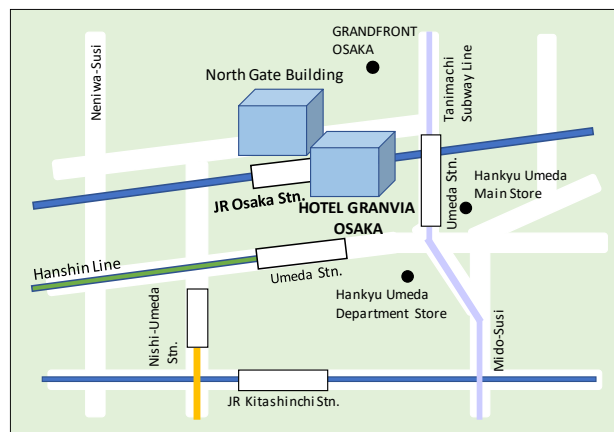 GRANDFRONT
OSAKA
North Gate Building
Neniwa-Susi
Tanimachi
Subway Line
JR Osaka Stn.
HOTEL GRANVIA
OSAKA
Umeda Stn.
Hankyu Umeda
Main Store
Hanshin Line
Umeda Stn.
Hankyu Umeda
Department Store
Nishi-Umeda
Stn.
Mido-Susi
JR Kitashinchi Stn.